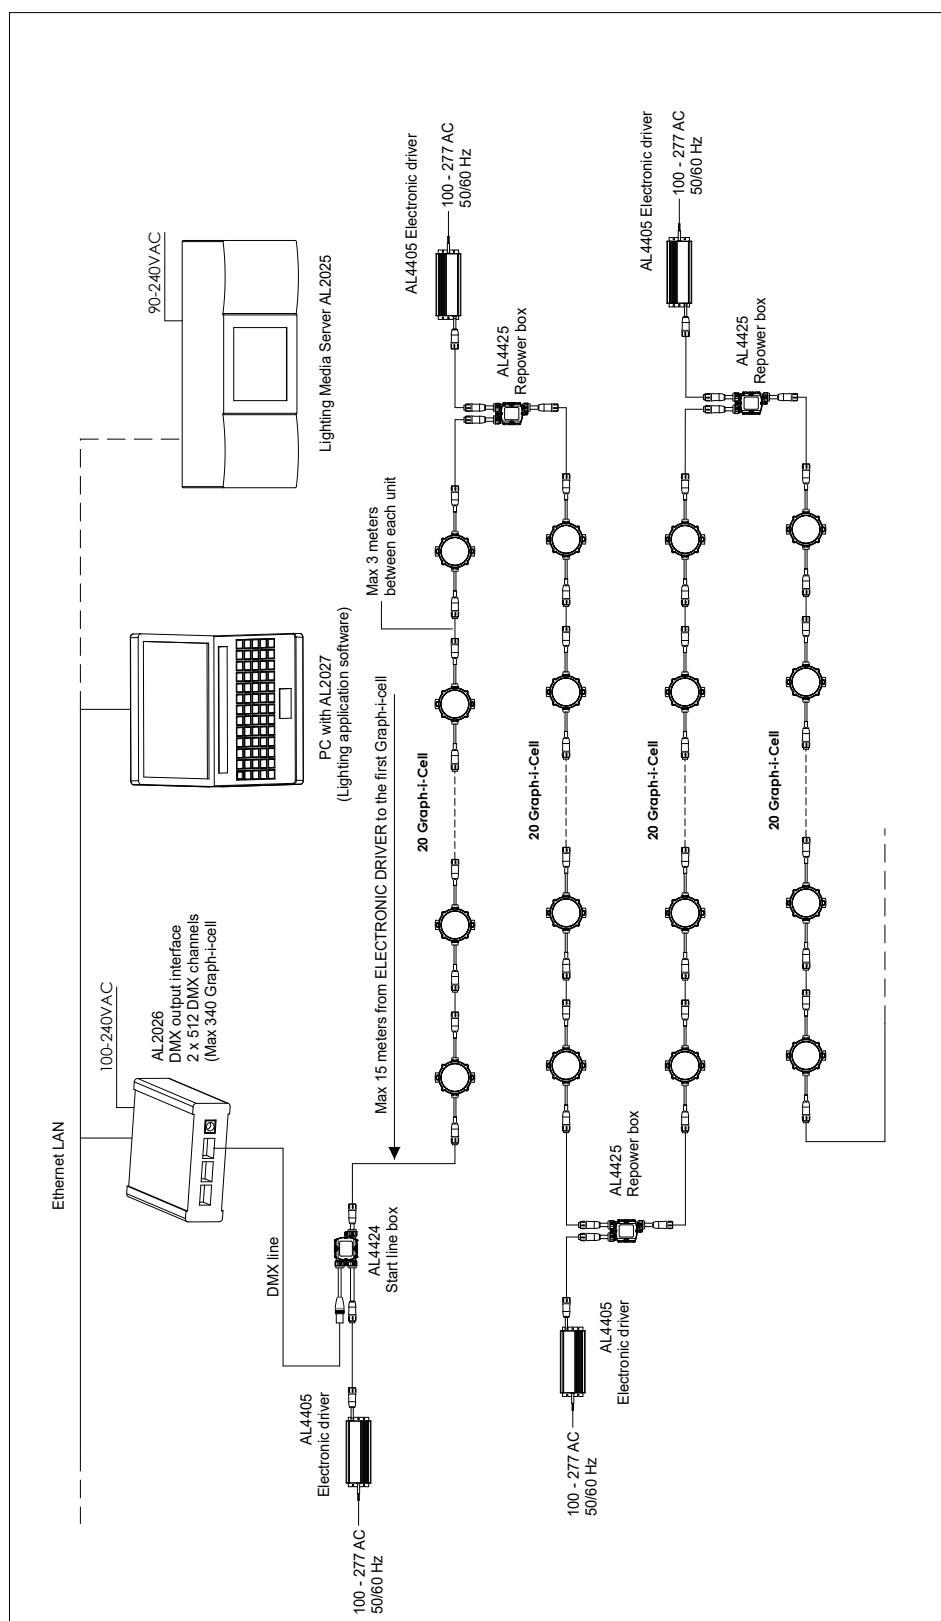 Ethernet LAN
100-240VAC
AL2026
DMX output interface
2 x 512 DMX channels
(Max 340 Graph-i-cell)
PC with AL2027
(Lighting application software)
90-240VAC
Lighting Media Server AL2025
DMX line
AL4405
Electronic driver
100 - 277 AC
50/60 Hz
AL4424
Start line box
Max 15 meters from ELECTRONIC DRIVER to the first Graph-i-cell
Max 3 meters
between each unit
20 Graph-i-Cell
AL4405 Electronic driver
100 - 277 AC
50/60 Hz
AL4425
Repower box
20 Graph-i-Cell
AL4425
Repower box
AL4405
Electronic driver
100 - 277 AC
50/60 Hz
20 Graph-i-Cell
AL4405 Electronic driver
100 - 277 AC
50/60 Hz
AL4425
Repower box
20 Graph-i-Cell